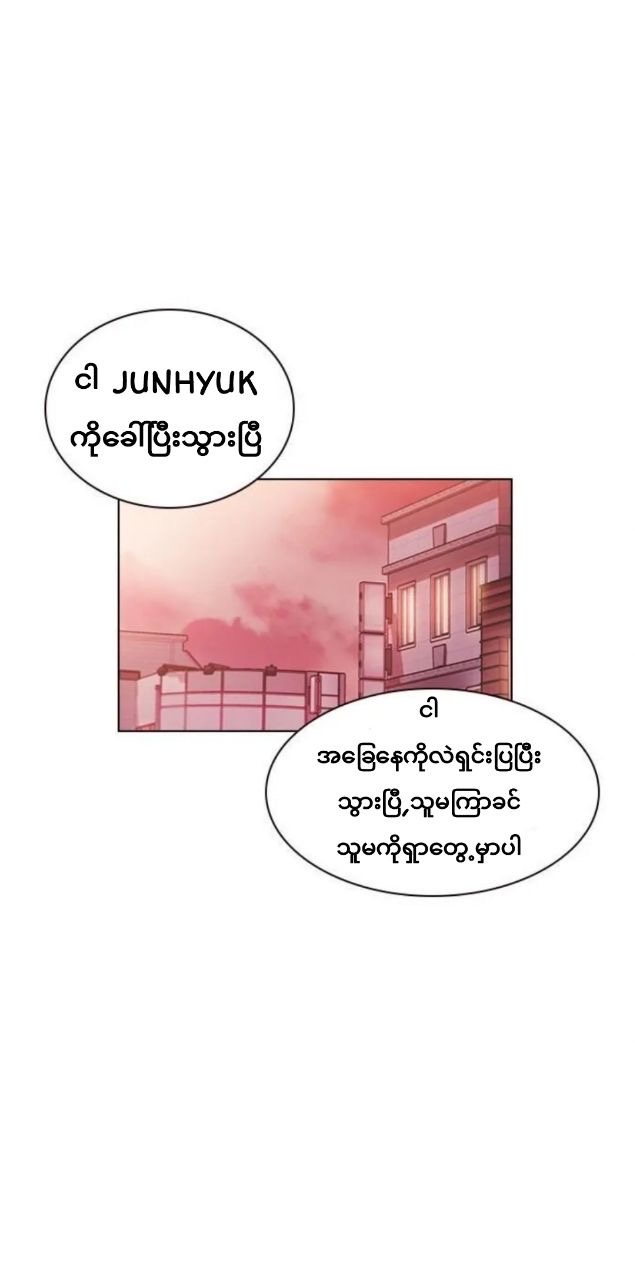 ငါ JUNHYUK
ကိုခေါ်ပြီးသွားပြီ
ငါ
အခြေနေကိုလဲရှင်းပြပြီး
သွားပြီ,သူမကြာခင်
သူမကိုရှာတွေ့မှာပါ